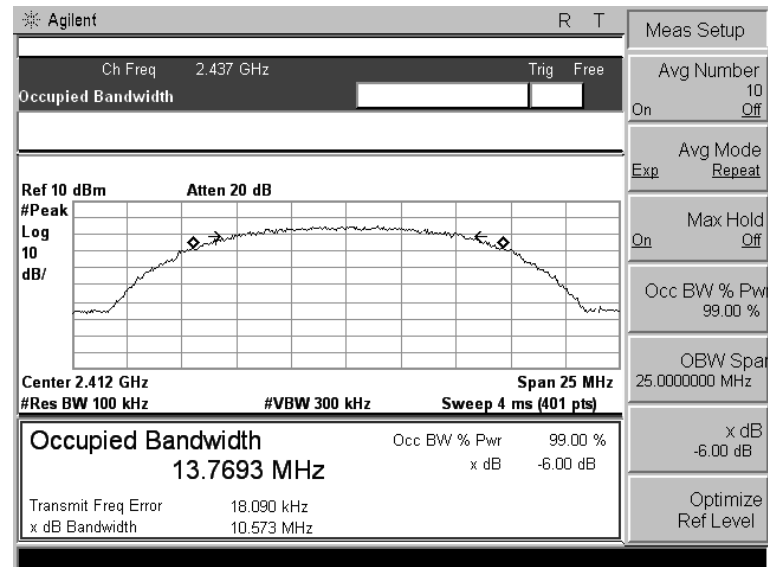 Agilent R T
Ch Freq 2.437 GHz Trig Free
Occupied Bandwidth
Ref 10 dBm Atten 20 dB
#Peak
Log
10
dB/
Center 2.412 GHz Span 25 MHz
#Res BW 100 kHz #VBW 300 kHz Sweep 4 ms (401 pts)
Occupied Bandwidth
13.7693 MHz
Occ BW % Pwr 99.00 %
x dB -6.00 dB
Transmit Freq Error 18.090 kHz
x dB Bandwidth 10.573 MHz
Meas Setup
Avg Number
10
On Off
Avg Mode
Exp Repeat
Max Hold
On Off
Occ BW % Pwr
99.00 %
OBW Span
25.0000000 MHz
x dB
-6.00 dB
Optimize
Ref Level